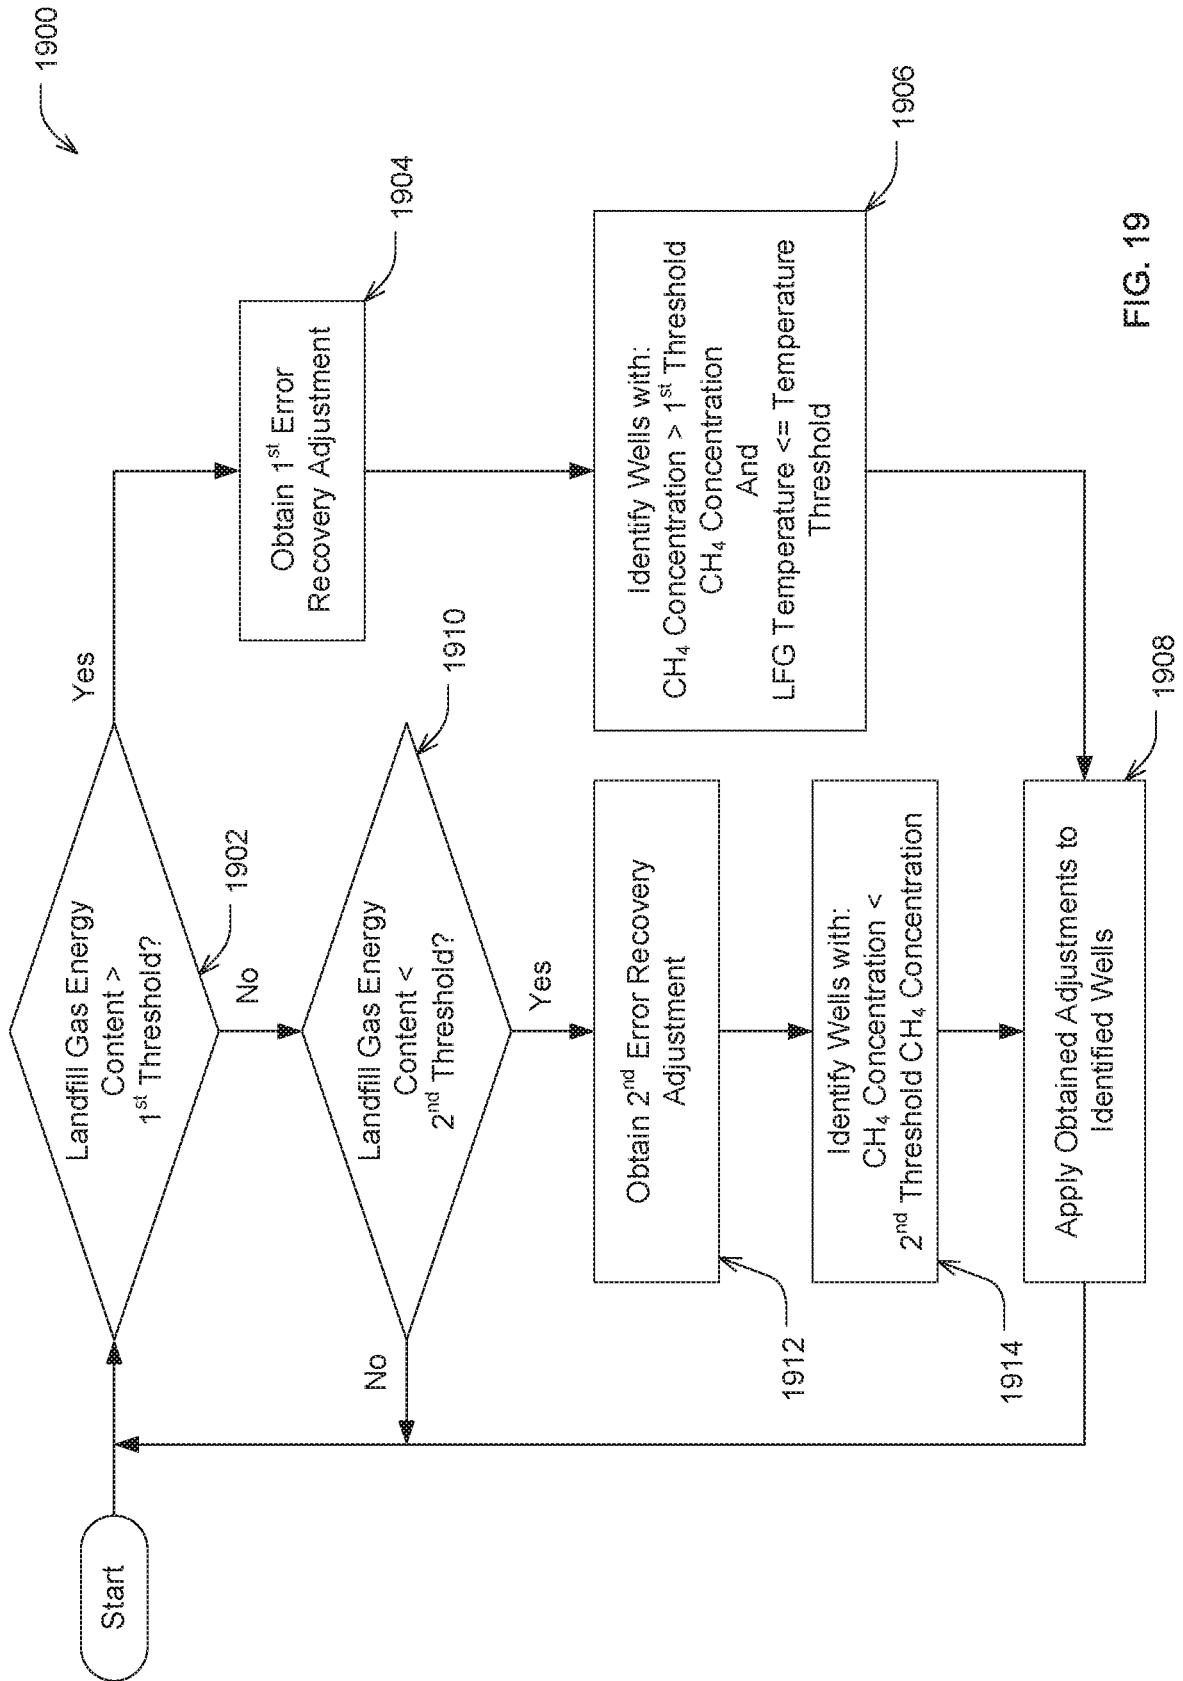 1900
Start
Landfill Gas Energy
Content >
1st Threshold?
1902
Yes
No
Obtain 1st Error
Recovery Adjustment
1904
Landfill Gas Energy
Content <
2nd Threshold?
1910
No
Yes
Identify Wells with:
CH₄ Concentration > 1st Threshold
CH₄ Concentration
And
LFG Temperature <= Temperature
Threshold
1906
Obtain 2nd Error Recovery
Adjustment
1912
Identify Wells with:
CH₄ Concentration <
2nd Threshold CH₄ Concentration
1914
Apply Obtained Adjustments to
Identified Wells
1908
FIG. 19